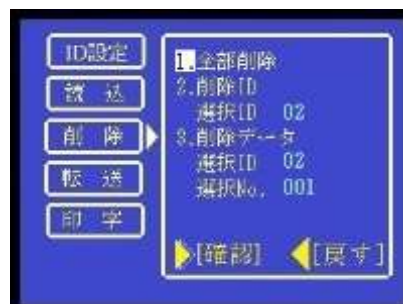 ID設定
読 込
削 除
転 送
印 字
1.全部削除
2.削除ID
選択ID 02
3.削除データ
選択ID 02
選択No. 001
[確認] [戻す]